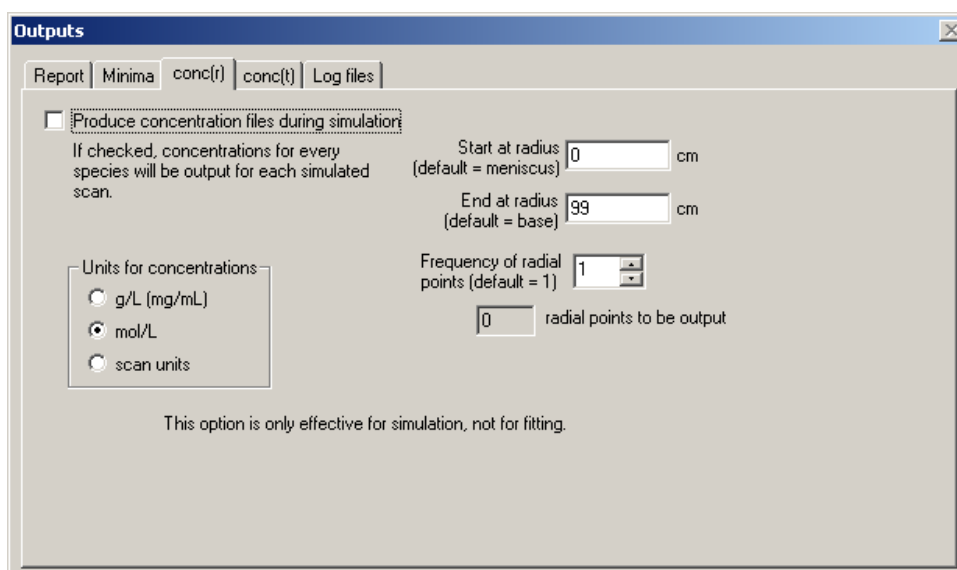 Outputs
Report Minima conc(r) conc(t) Log files
Produce concentration files during simulation
If checked, concentrations for every
species will be output for each simulated
scan.
Start at radius
(default = meniscus)
0 cm
End at radius
(default = base)
99 cm
Units for concentrations
g/L (mg/mL)
mol/L
scan units
Frequency of radial
points (default = 1)
1
0 radial points to be output
This option is only effective for simulation, not for fitting.